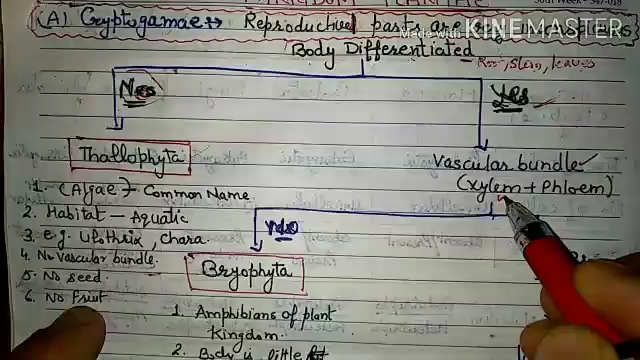 (A) Cryptogamae → Reproductive parts are
Made with KINEMASTER
Body Differentiated
Root, Stem, leaves
Yes
Thallophyta
Vascular bundle
(xylem + Phloem)
1. (Algae) - Common Name
2. Habitat - Aquatic
No
3. e.g. Ulothrix, chara.
4. No Vascular bundle.
Bryophyta
5. No seed.
6. No fruit
1. Amphibians of plant
Kingdom.
2. Body is little